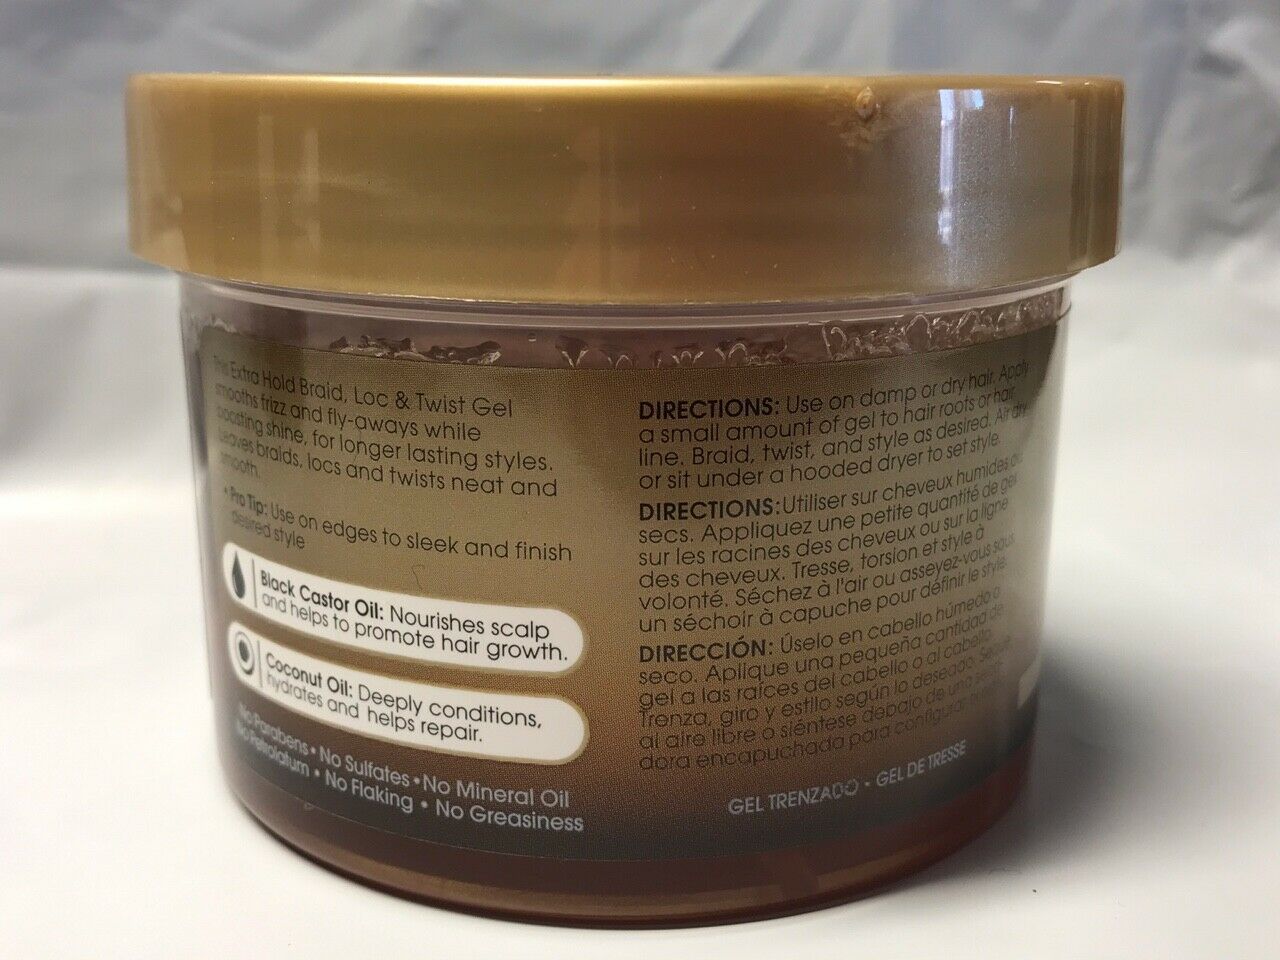 This Extra Hold Braid, Loc & Twist Gel
smooths frizz and fly-aways while
boosting shine, for longer lasting styles.
Leaves braids, locs and twists neat and
smooth.
• Pro Tip: Use on edges to sleek and finish
desired style
Black Castor Oil: Nourishes scalp
and helps to promote hair growth.
Coconut Oil: Deeply conditions,
hydrates and helps repair.
No Parabens • No Sulfates • No Mineral Oil
No Petrolatum • No Flaking • No Greasiness
DIRECTIONS: Use on damp or dry hair. Apply
a small amount of gel to hair roots or hair
line. Braid, twist, and style as desired. Air dry
or sit under a hooded dryer to set style.
DIRECTIONS:Utiliser sur cheveux humides ou
secs. Appliquez une petite quantité de gel
sur les racines des cheveux ou sur la ligne
des cheveux. Tresse, torsion et style à
volonté. Séchez à l'air ou asseyez-vous sous
un séchoir à capuche pour définir le style.
DIRECCIÓN: Úselo en cabello húmedo o
seco. Aplique una pequeña cantidad de
gel a las raíces del cabello o al cabello.
Trenza, giro y estilo según lo deseado. Seque
al aire libre o siéntese debajo de una seca-
dora encapuchada para configurar
GEL TRENZADO • GEL DE TRESSE